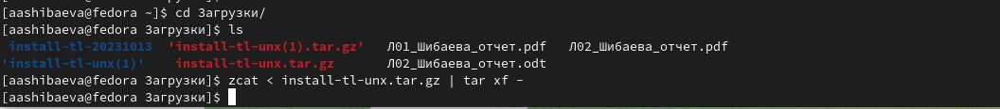 [aashibaeva@fedora ~]$ cd Загрузки/
[aashibaeva@fedora Загрузки]$ ls
install-tl-20231013 'install-tl-unx(1).tar.gz' Л01_Шибаева_отчет.pdf Л02_Шибаева_отчет.pdf
'install-tl-unx(1)' install-tl-unx.tar.gz Л02_Шибаева_отчет.odt
[aashibaeva@fedora Загрузки]$ zcat < install-tl-unx.tar.gz | tar xf -
[aashibaeva@fedora Загрузки]$